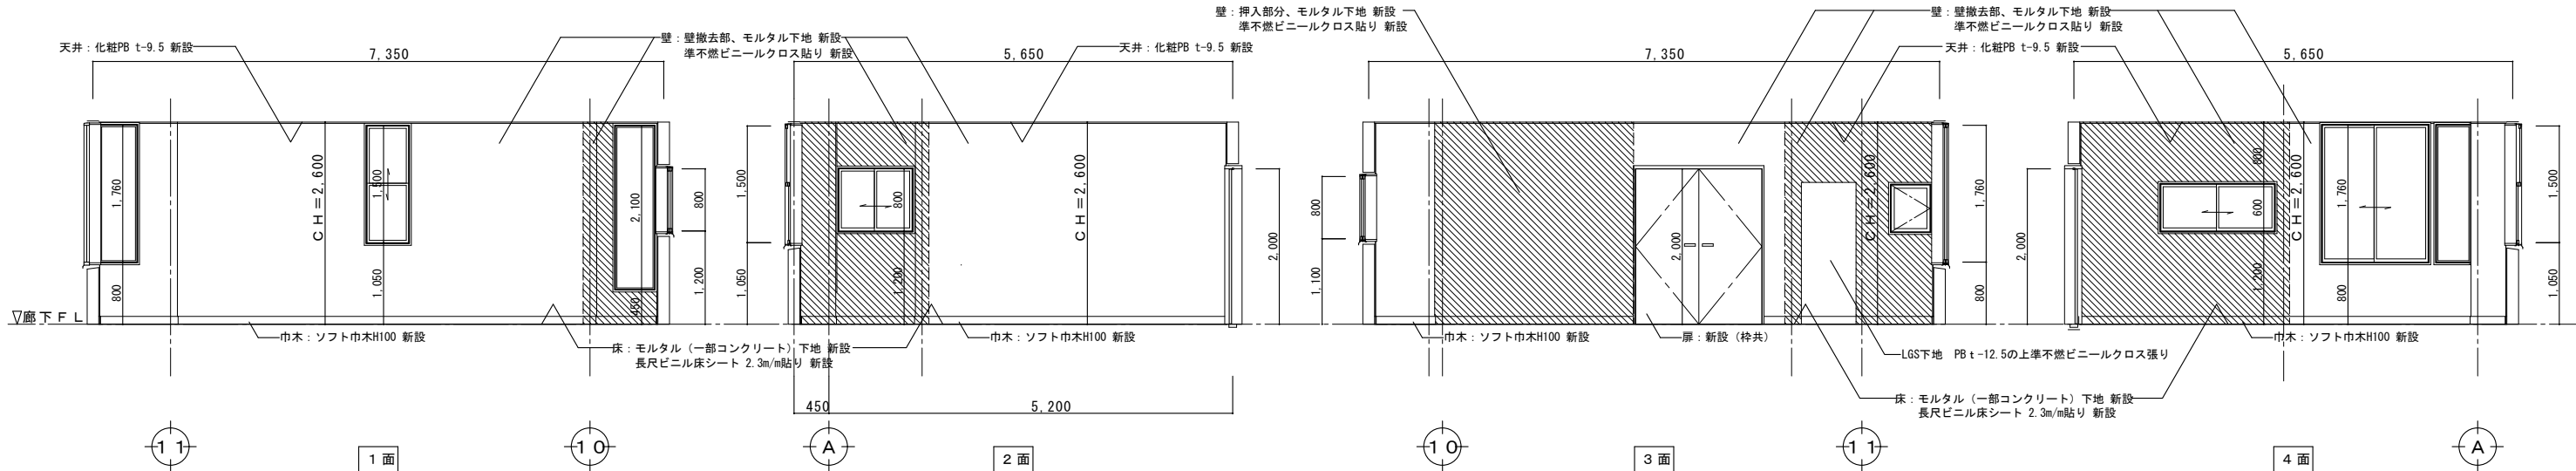 天井：化粧PB t-9.5 新設
7,350
壁：壁撤去部、モルタル下地 新設
準不燃ビニールクロス貼り 新設
5,650
天井：化粧PB t-9.5 新設
壁：押入部分、モルタル下地 新設
準不燃ビニールクロス貼り 新設
7,350
壁：壁撤去部、モルタル下地 新設
準不燃ビニールクロス貼り 新設
天井：化粧PB t-9.5 新設
5,650
1,760
800
ＣＨ=2,600
1,500
1,050
2,100
450
800
1,200
1,500
1,050
800
1,200
ＣＨ=2,600
2,000
800
1,100
2,000
ＣＨ=2,600
1,760
800
2,000
800
600
1,200
ＣＨ=2,600
1,760
800
1,500
1,050
▽廊下ＦＬ
巾木：ソフト巾木H100 新設
床：モルタル（一部コンクリート）下地 新設
長尺ビニル床シート 2.3m/m貼り 新設
巾木：ソフト巾木H100 新設
巾木：ソフト巾木H100 新設
扉：新設（枠共）
LGS下地　PBｔ-12.5の上準不燃ビニールクロス張り
巾木：ソフト巾木H100 新設
床：モルタル（一部コンクリート）下地 新設
長尺ビニル床シート 2.3m/m貼り 新設
450
5,200
11
1面
10
A
2面
10
3面
11
4面
A